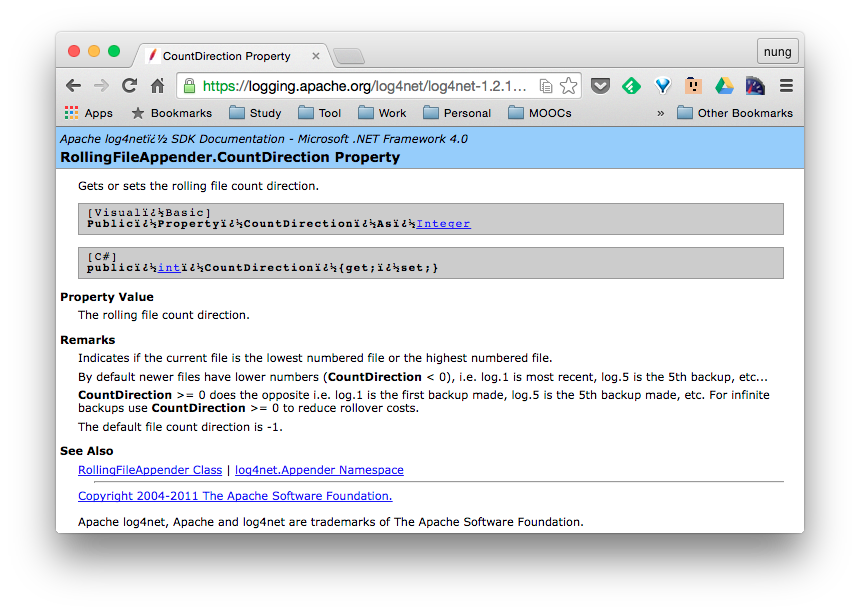 CountDirection Property
nung
https://logging.apache.org/log4net/log4net-1.2.1...
Apps Bookmarks Study Tool Work Personal MOOCs » Other Bookmarks
Apache log4netï¿½ SDK Documentation - Microsoft .NET Framework 4.0
RollingFileAppender.CountDirection Property
Gets or sets the rolling file count direction.
[Visualï¿½Basic]
Publicï¿½Propertyï¿½CountDirectionï¿½Asï¿½Integer
[C#]
publicï¿½intï¿½CountDirectionï¿½{get;ï¿½set;}
Property Value
The rolling file count direction.
Remarks
Indicates if the current file is the lowest numbered file or the highest numbered file.
By default newer files have lower numbers (CountDirection < 0), i.e. log.1 is most recent, log.5 is the 5th backup, etc...
CountDirection >= 0 does the opposite i.e. log.1 is the first backup made, log.5 is the 5th backup made, etc. For infinite
backups use CountDirection >= 0 to reduce rollover costs.
The default file count direction is -1.
See Also
RollingFileAppender Class | log4net.Appender Namespace
Copyright 2004-2011 The Apache Software Foundation.
Apache log4net, Apache and log4net are trademarks of The Apache Software Foundation.